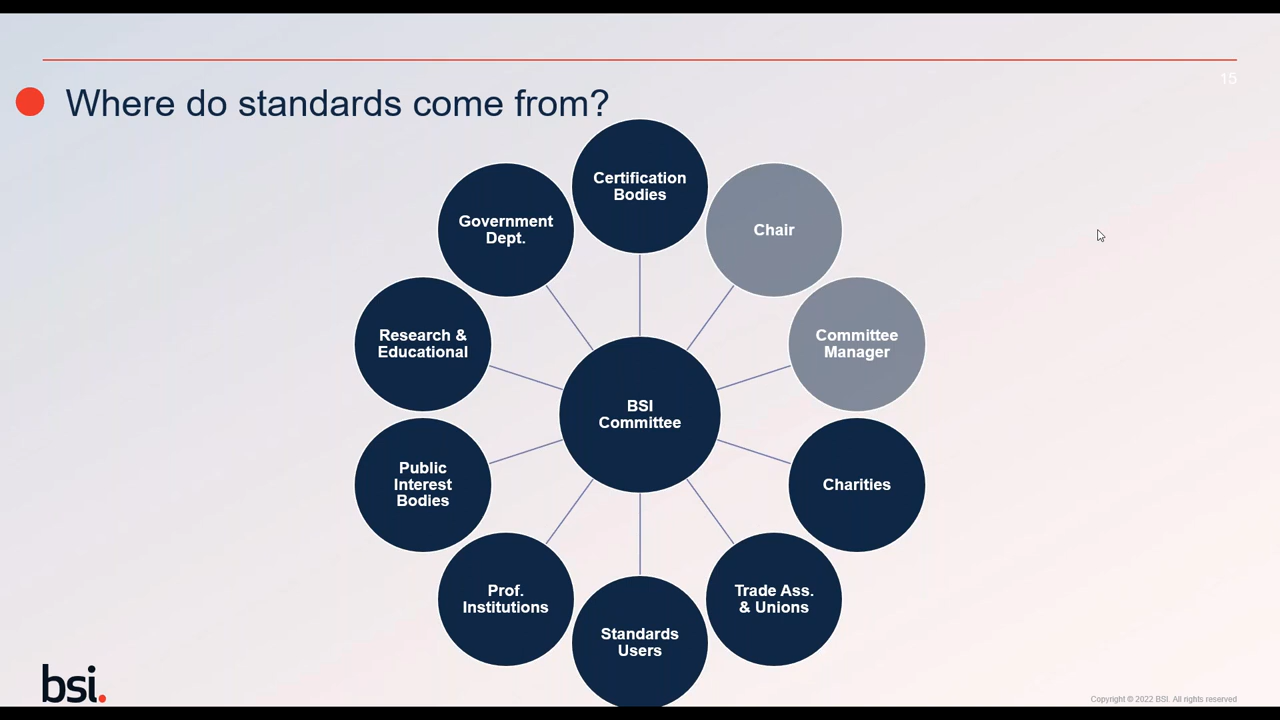 15
Where do standards come from?
Certification
Bodies
Chair
Committee
Manager
Charities
Trade Ass.
& Unions
Standards
Users
Prof.
Institutions
Public
Interest
Bodies
Research &
Educational
Government
Dept.
BSI
Committee
bsi.
Copyright © 2022 BSI. All rights reserved